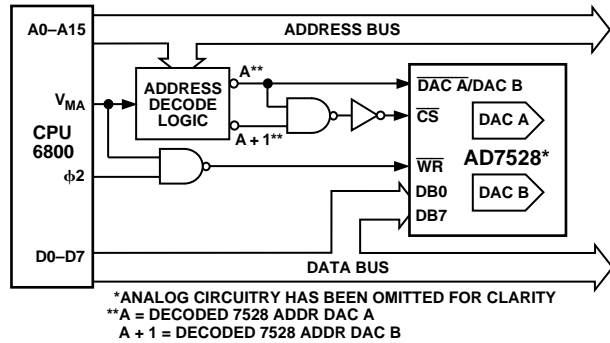 A0–A15
ADDRESS BUS
A**
ADDRESS
DECODE
LOGIC
VMA
CPU
6800
A + 1**
DAC A/DAC B
CS
DAC A
AD7528*
WR
DB0
DAC B
DB7
ϕ2
D0–D7
DATA BUS
*ANALOG CIRCUITRY HAS BEEN OMITTED FOR CLARITY
**A = DECODED 7528 ADDR DAC A
A + 1 = DECODED 7528 ADDR DAC B